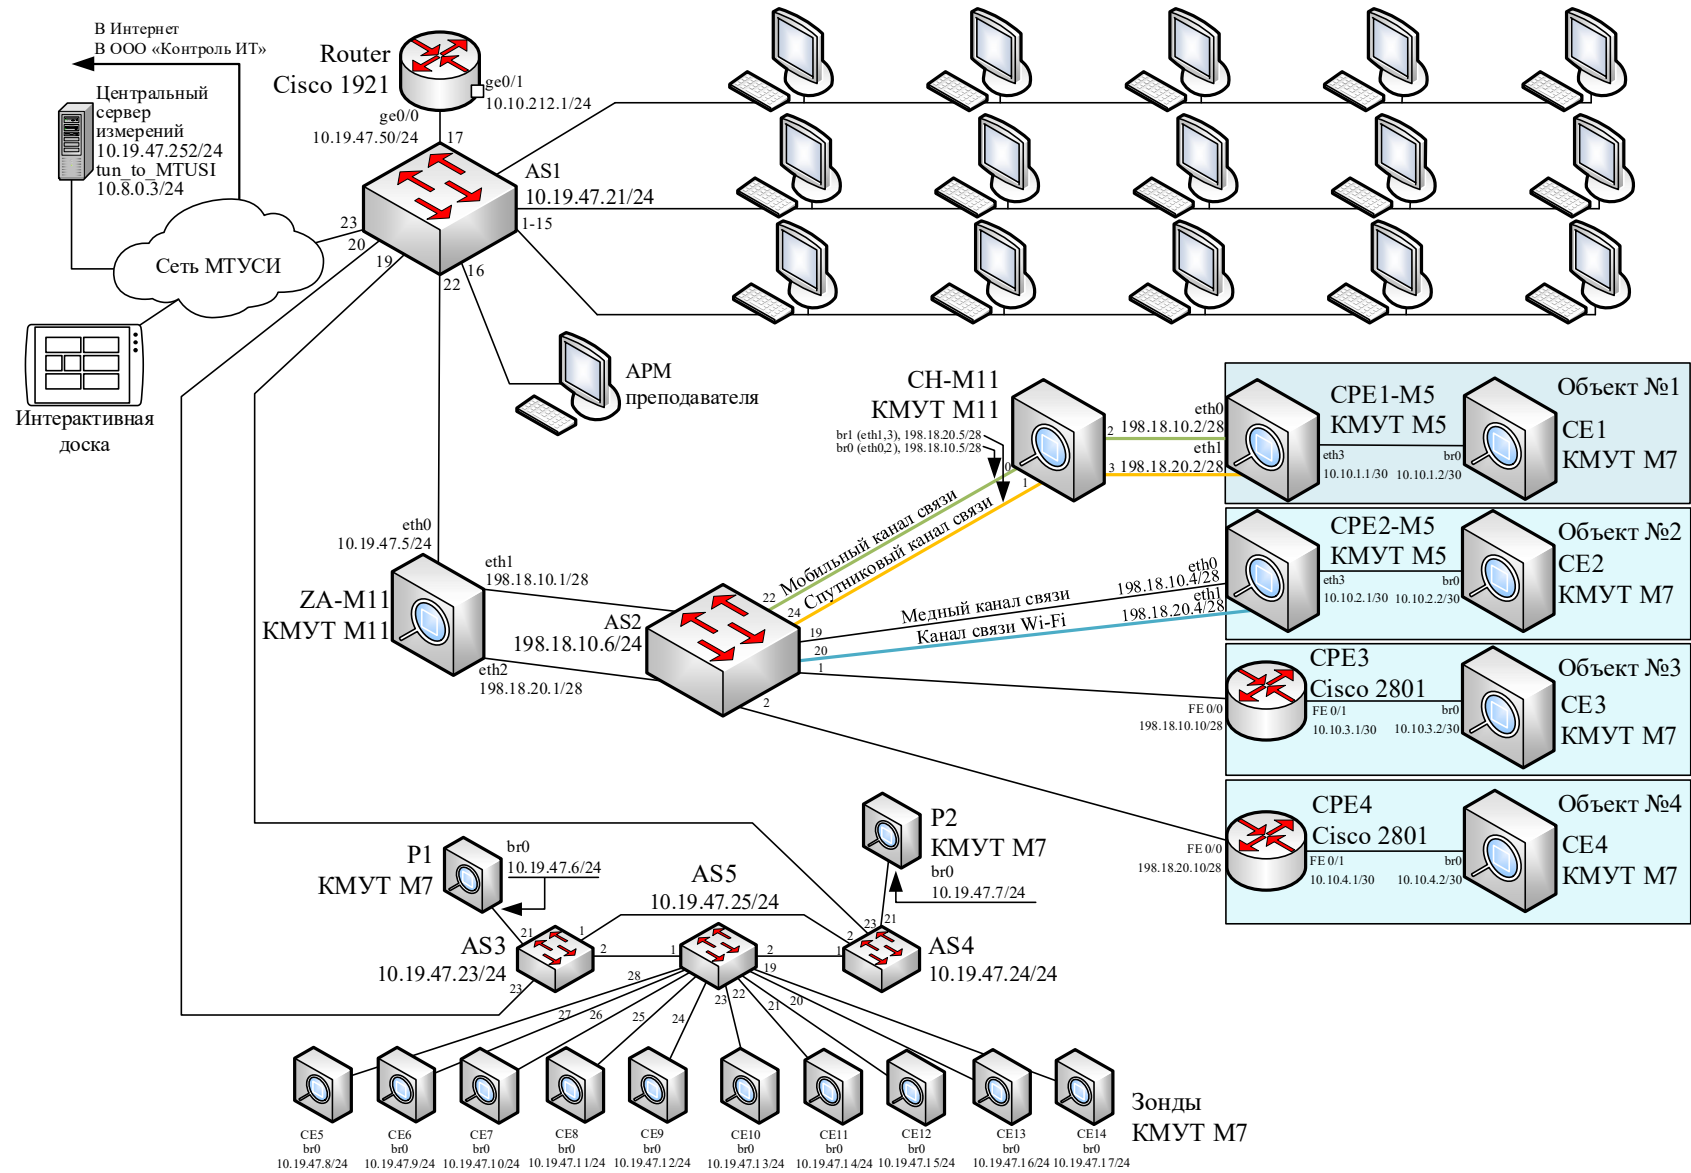 В Интернет
В ООО «Контроль ИТ»
Router
Cisco 1921
ge0/1
10.10.212.1/24
ge0/0
10.19.47.50/24
17
Центральный
сервер
измерений
10.19.47.252/24
tun_to_MTUSI
10.8.0.3/24
AS1
10.19.47.21/24
1-15
23
20
19
22
16
Сеть МТУСИ
Интерактивная
доска
АРМ
преподавателя
CH-M11
КМУТ М11
br1 (eth1,3), 198.18.20.5/28
br0 (eth0,2), 198.18.10.5/28
0
1
2
3
eth0
198.18.10.2/28
eth1
198.18.20.2/28
CPE1-M5
КМУТ М5
eth3
10.10.1.1/30
br0
10.10.1.2/30
Объект №1
CE1
КМУТ М7
Мобильный канал связи
Спутниковый канал связи
eth0
10.19.47.5/24
eth1
198.18.10.1/28
ZA-M11
КМУТ М11
eth2
198.18.20.1/28
AS2
198.18.10.6/24
22
24
19
20
1
2
Медный канал связи
Канал связи Wi-Fi
eth0
198.18.10.4/28
eth1
198.18.20.4/28
CPE2-M5
КМУТ М5
eth3
10.10.2.1/30
br0
10.10.2.2/30
Объект №2
CE2
КМУТ М7
CPE3
Cisco 2801
FE 0/0
198.18.10.10/28
FE 0/1
10.10.3.1/30
br0
10.10.3.2/30
Объект №3
CE3
КМУТ М7
CPE4
Cisco 2801
FE 0/0
198.18.20.10/28
FE 0/1
10.10.4.1/30
br0
10.10.4.2/30
Объект №4
CE4
КМУТ М7
P1
КМУТ М7
br0
10.19.47.6/24
P2
КМУТ М7
br0
10.19.47.7/24
AS5
10.19.47.25/24
AS3
10.19.47.23/24
21
1
2
23
AS4
10.19.47.24/24
23
21
2
1
1
2
19
28
27
26
25
24
23
22
21
20
CE5
br0
10.19.47.8/24
CE6
br0
10.19.47.9/24
CE7
br0
10.19.47.10/24
CE8
br0
10.19.47.11/24
CE9
br0
10.19.47.12/24
CE10
br0
10.19.47.13/24
CE11
br0
10.19.47.14/24
CE12
br0
10.19.47.15/24
CE13
br0
10.19.47.16/24
CE14
br0
10.19.47.17/24
Зонды
КМУТ М7